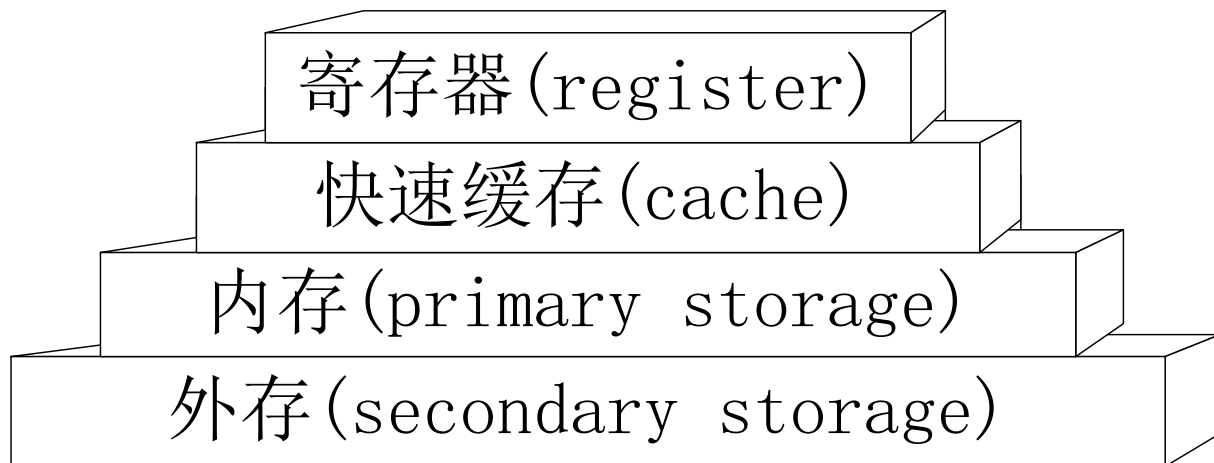 寄存器(register)
快速缓存(cache)
内存(primary storage)
外存(secondary storage)